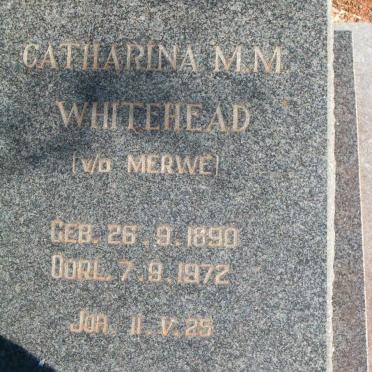 CATHARINA M.M
WHITEHEAD
(V/D MERWE)
GEB. 26.9.1890
OORL. 7.9.1972
JOH. 11.V.25